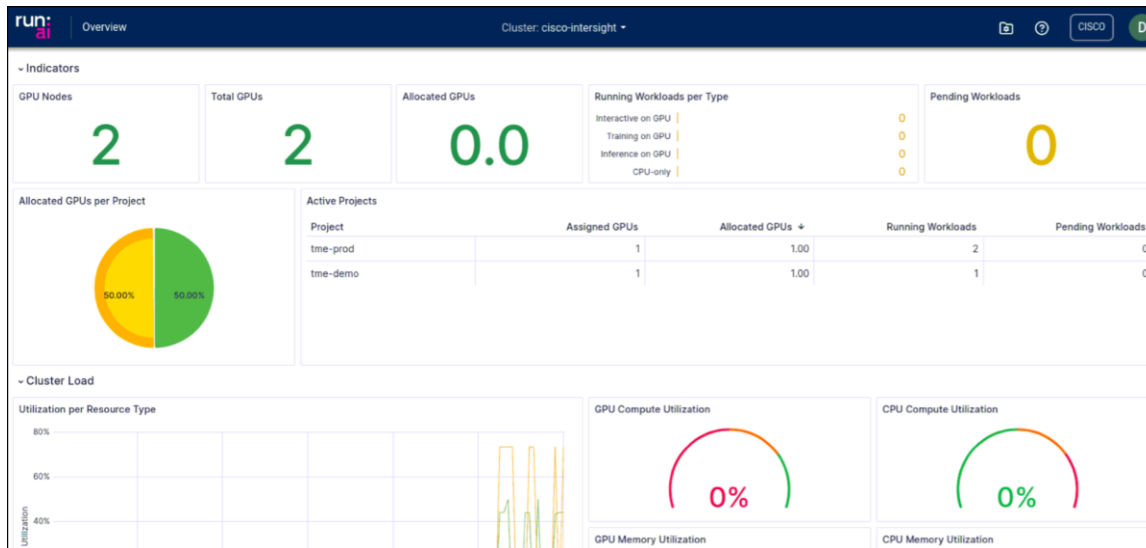 run:
ai
Overview
Cluster: cisco-intersight
CISCO
D
Indicators
GPU Nodes
2
Total GPUs
2
Allocated GPUs
0.0
Running Workloads per Type
Interactive on GPU 0
Training on GPU 0
Inference on GPU 0
CPU-only 0
Pending Workloads
0
Allocated GPUs per Project
50.00% 50.00%
Active Projects
Project Assigned GPUs Allocated GPUs ↓ Running Workloads Pending Workloads
tme-prod 1 1.00 2 0
tme-demo 1 1.00 1 0
Cluster Load
Utilization per Resource Type
80%
60%
40%
Utilization
GPU Compute Utilization
0%
CPU Compute Utilization
0%
GPU Memory Utilization
CPU Memory Utilization